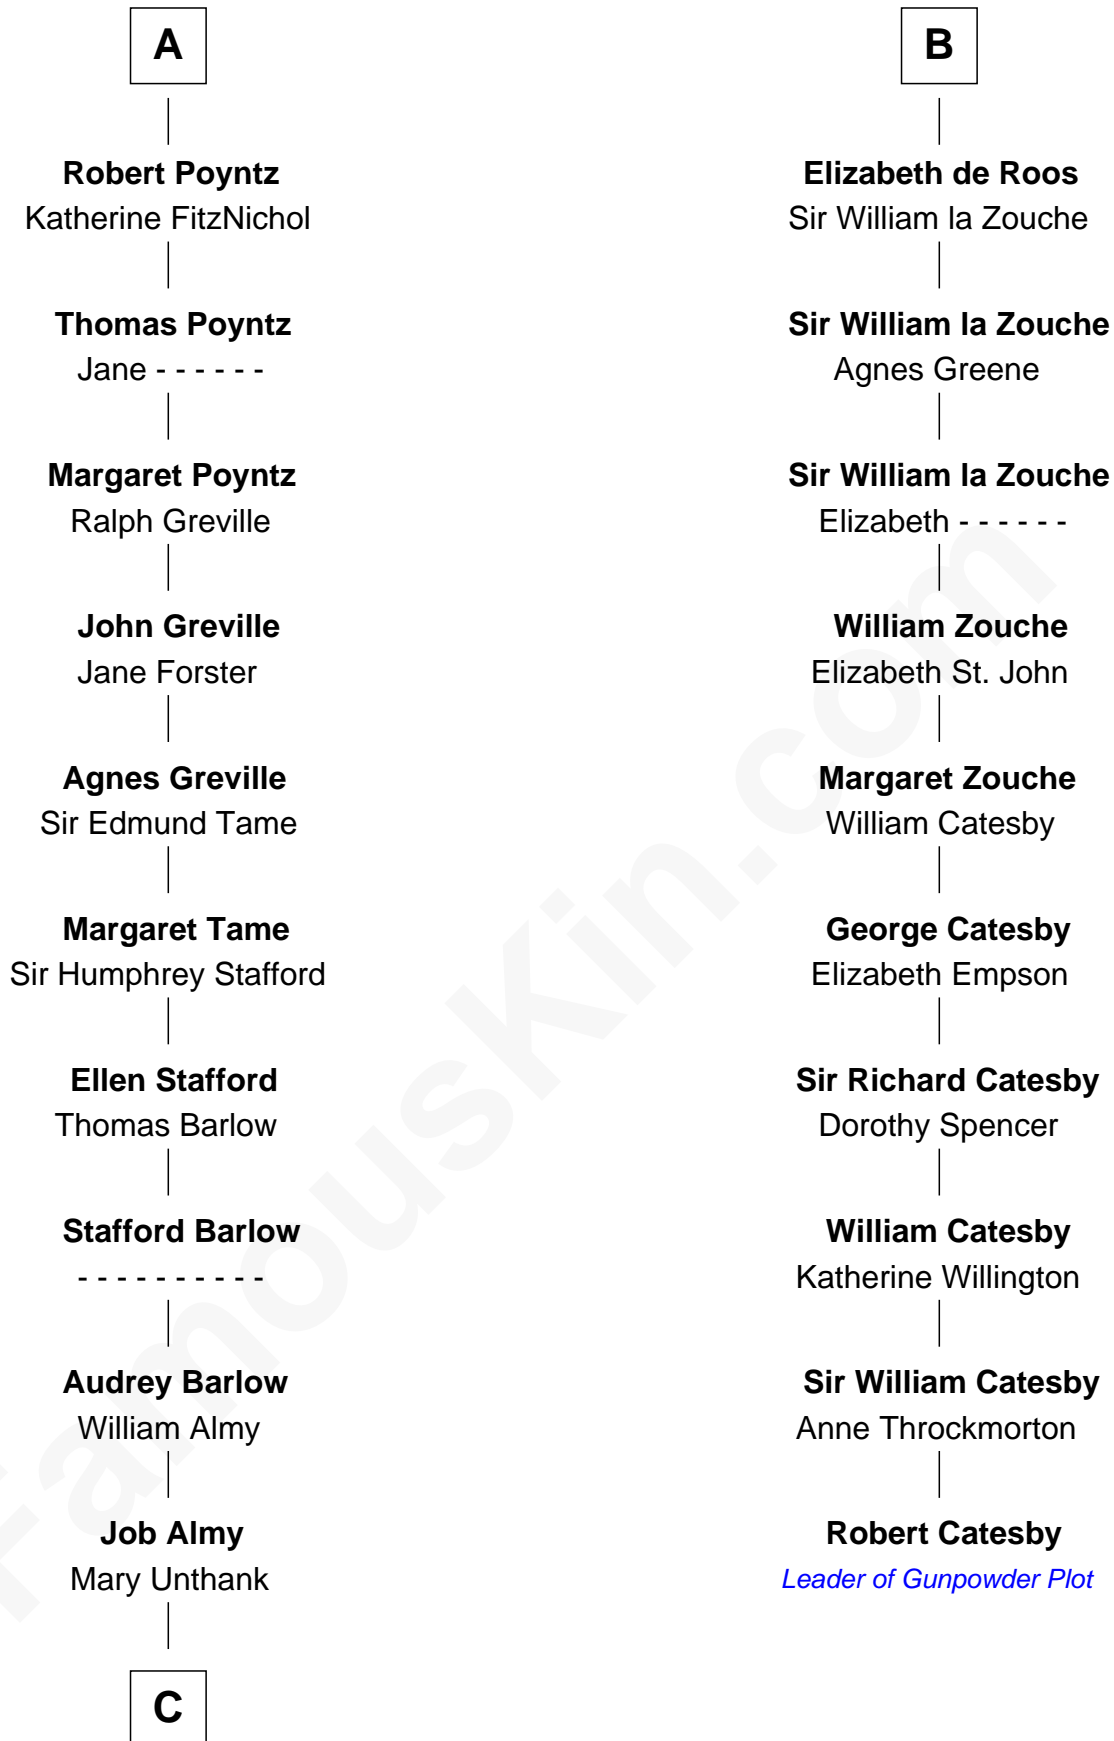 A
Robert Poyntz
Katherine FitzNichol
Thomas Poyntz
Jane - - - - - -
Margaret Poyntz
Ralph Greville
John Greville
Jane Forster
Agnes Greville
Sir Edmund Tame
Margaret Tame
Sir Humphrey Stafford
Ellen Stafford
Thomas Barlow
Stafford Barlow
- - - - - - - - - -
Audrey Barlow
William Almy
Job Almy
Mary Unthank
C
B
Elizabeth de Roos
Sir William la Zouche
Sir William la Zouche
Agnes Greene
Sir William la Zouche
Elizabeth - - - - - -
William Zouche
Elizabeth St. John
Margaret Zouche
William Catesby
George Catesby
Elizabeth Empson
Sir Richard Catesby
Dorothy Spencer
William Catesby
Katherine Willington
Sir William Catesby
Anne Throckmorton
Robert Catesby
Leader of Gunpowder Plot
FamousKin.com